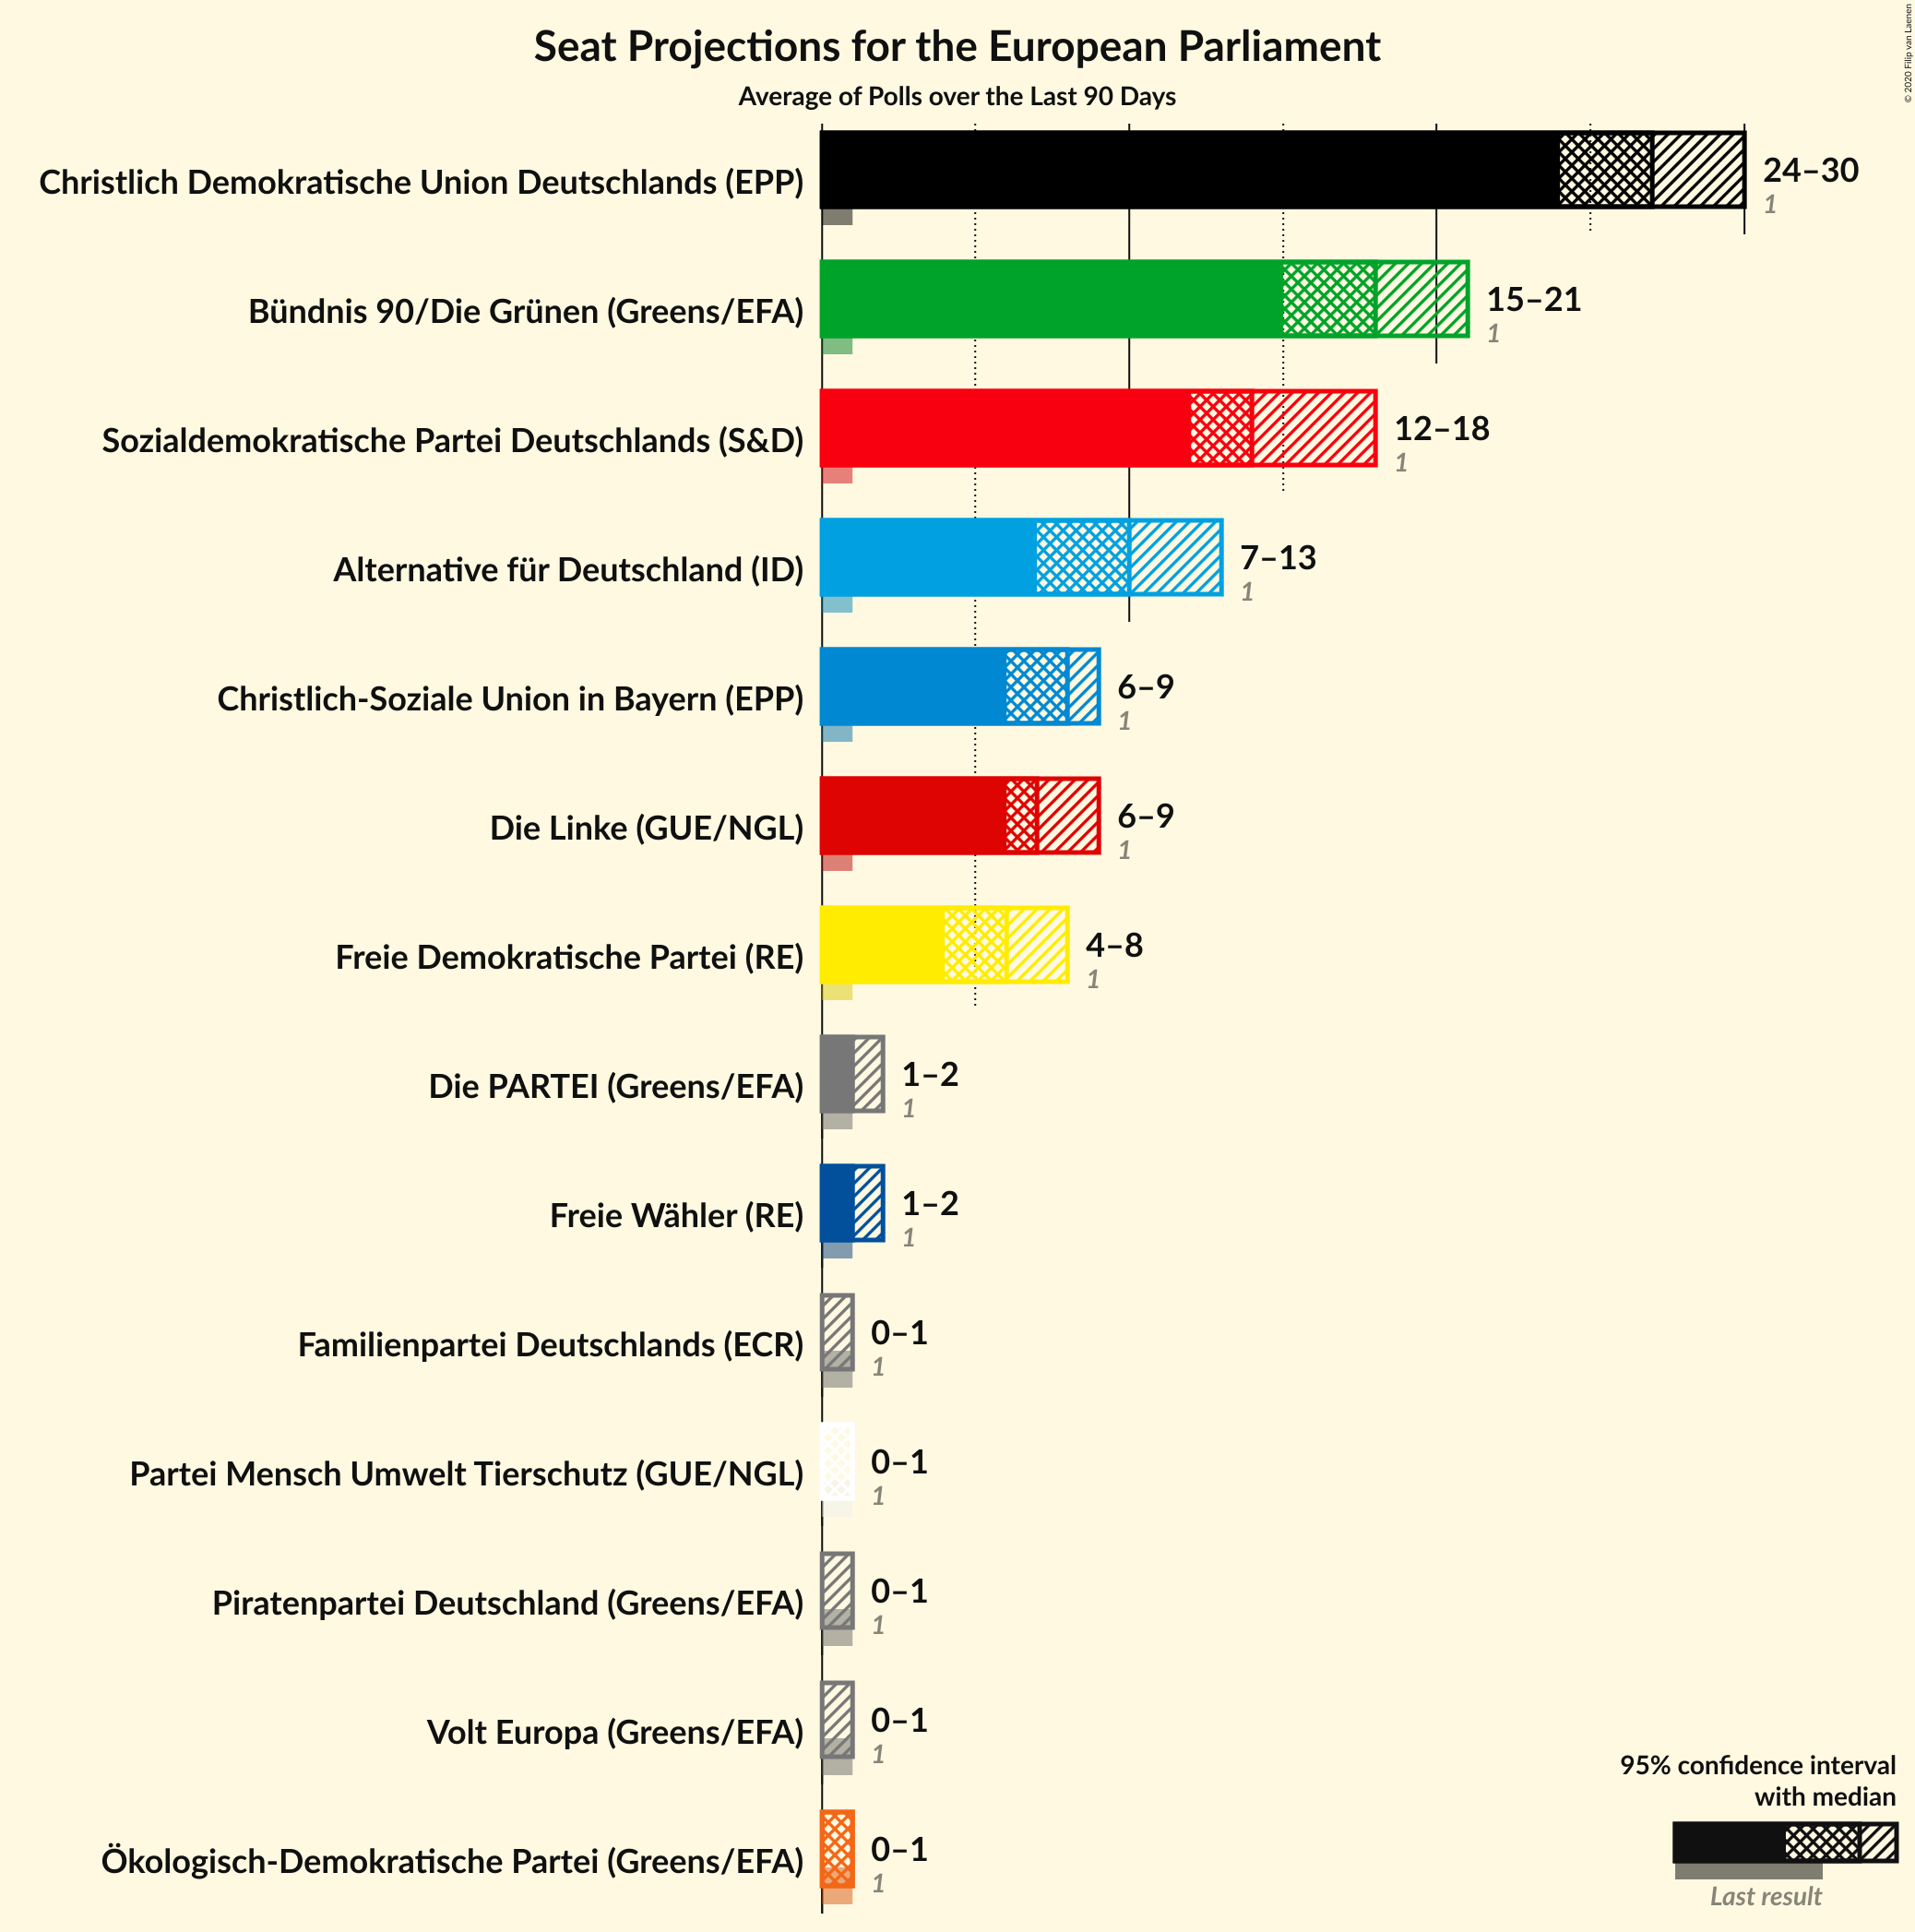 Seat Projections for the European Parliament
Average of Polls over the Last 90 Days
© 2020 Filip van Laenen
Christlich Demokratische Union Deutschlands (EPP)
24–30
1
Bündnis 90/Die Grünen (Greens/EFA)
15–21
1
Sozialdemokratische Partei Deutschlands (S&D)
12–18
1
Alternative für Deutschland (ID)
7–13
1
Christlich-Soziale Union in Bayern (EPP)
6–9
1
Die Linke (GUE/NGL)
6–9
1
Freie Demokratische Partei (RE)
4–8
1
Die PARTEI (Greens/EFA)
1–2
1
Freie Wähler (RE)
1–2
1
Familienpartei Deutschlands (ECR)
0–1
1
Partei Mensch Umwelt Tierschutz (GUE/NGL)
0–1
1
Piratenpartei Deutschland (Greens/EFA)
0–1
1
Volt Europa (Greens/EFA)
0–1
1
Ökologisch-Demokratische Partei (Greens/EFA)
0–1
1
95% confidence interval
with median
Last result